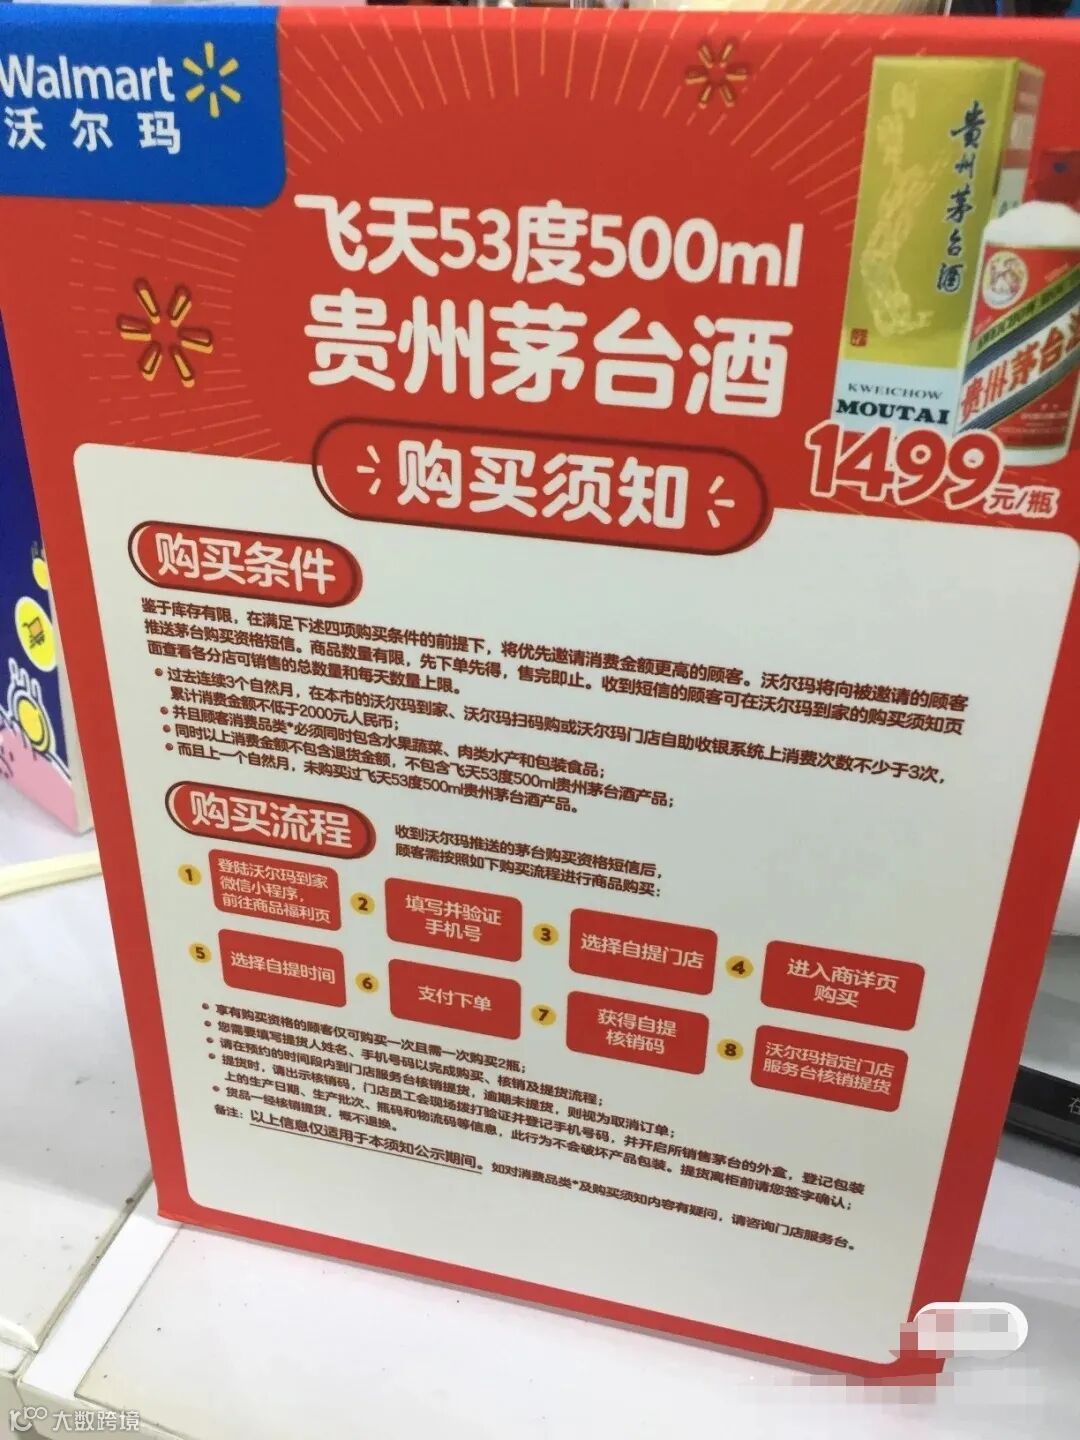 Walmart
沃尔玛
飞天53度500ml
贵州茅台酒
貴州茅台酒
KWEICHOW
MOUTAI
贵州茅台酒
1499元/瓶
购买须知
购买条件
鉴于库存有限，在满足下述四项购买条件的前提下，将优先邀请消费金额更高的顾客。沃尔玛将向被邀请的顾客
推送茅台购买资格短信。商品数量有限，先下单先得，售完即止。收到短信的顾客可在沃尔玛到家的购买须知页
面查看各分店可销售的总数量和每天数量上限。
• 过去连续3个自然月，在本市的沃尔玛到家、沃尔玛扫码购或沃尔玛门店自助收银系统上消费次数不少于3次，
累计消费金额不低于2000元人民币；
• 并且顾客消费品类*必须同时包含水果蔬菜、肉类水产和包装食品；
• 同时以上消费金额不包含退货金额，不包含飞天53度500ml贵州茅台酒产品；
• 而且上一个自然月，未购买过飞天53度500ml贵州茅台酒产品。
购买流程
收到沃尔玛推送的茅台购买资格短信后，
顾客需按照如下购买流程进行商品购买：
1 登陆沃尔玛到家
微信小程序，
前往商品福利页
2 填写并验证
手机号
3 选择自提门店
4 进入商详页
购买
5 选择自提时间
6 支付下单
7 获得自提
核销码
8 沃尔玛指定门店
服务台核销提货
• 享有购买资格的顾客仅可购买一次且需一次购买2瓶；
• 您需要填写提货人姓名、手机号码以完成购买、核销及提货流程；
• 请在预约的时间段内到门店服务台核销提货，逾期未提货，则视为取消订单；
• 提货时，请出示核销码，门店员工会现场拨打验证并登记手机号码，并开启所销售茅台的外盒，登记包装
上的生产日期、生产批次、瓶码和物流码等信息，此行为不会破坏产品包装。提货离柜前请您签字确认；
• 货品一经核销提货，概不退换。
备注：以上信息仅适用于本须知公示期间。如对消费品类*及购买须知内容有疑问，请咨询门店服务台。
在
大数跨境